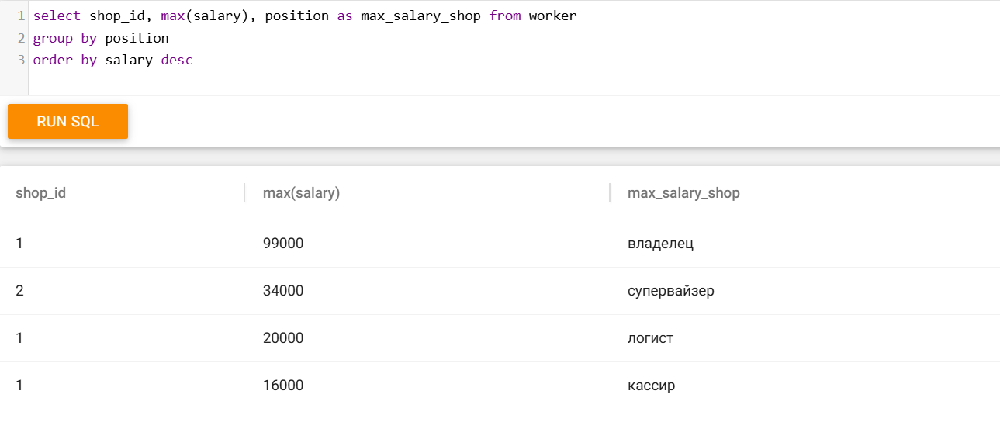 1 select shop_id, max(salary), position as max_salary_shop from worker
2 group by position
3 order by salary desc
RUN SQL
shop_id max(salary) max_salary_shop
1 99000 владелец
2 34000 супервайзер
1 20000 логист
1 16000 кассир